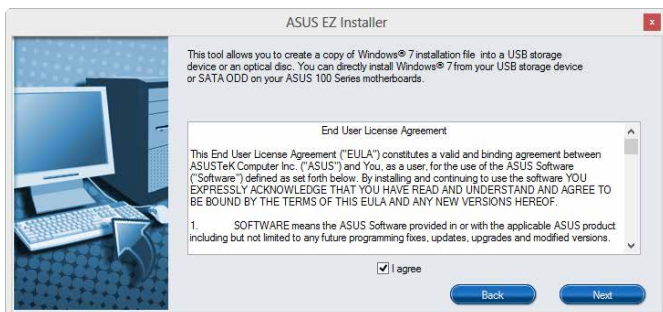 ASUS EZ Installer
x
This tool allows you to create a copy of Windows® 7 installation file into a USB storage
device or an optical disc. You can directly install Windows® 7 from your USB storage device
or SATA ODD on your ASUS 100 Series motherboards.
End User License Agreement
This End User License Agreement ("EULA") constitutes a valid and binding agreement between
ASUSTeK Computer Inc. ("ASUS") and You, as a user, for the use of the ASUS Software
("Software") defined as set forth below. By installing and continuing to use the software YOU
EXPRESSLY ACKNOWLEDGE THAT YOU HAVE READ AND UNDERSTAND AND AGREE TO
BE BOUND BY THE TERMS OF THIS EULA AND ANY NEW VERSIONS HEREOF.
1. SOFTWARE means the ASUS Software provided in or with the applicable ASUS product
including but not limited to any future programming fixes, updates, upgrades and modified versions.
I agree
Back Next